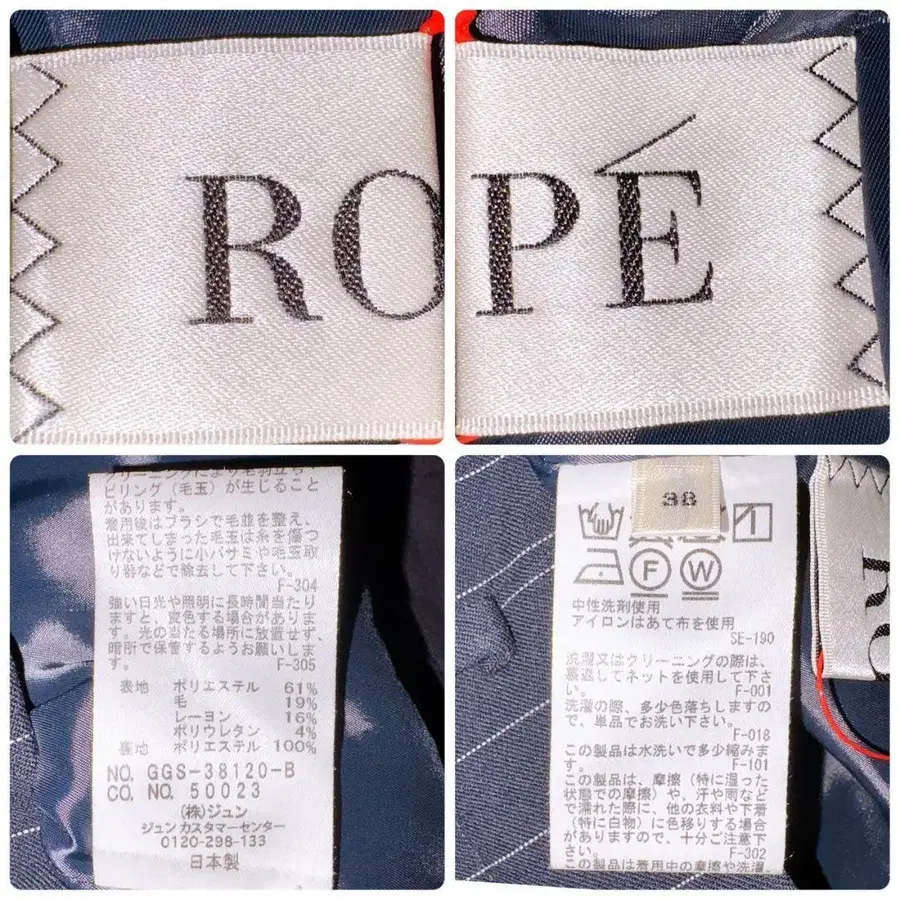 RO
PÉ
ピリング（毛玉）が生じること
があります。
着用後はブラシで毛並を整え、
出来てしまった毛玉は糸を傷つ
けないように小バサミや毛玉取
り器などで除去して下さい。
F-304
強い日光や照明に長時間当たり
ますと、変色する場合がありま
す。光の当たる場所に放置せず、
暗所で保管するようお願いしま
す。
F-305
表地 ポリエステル 61%
毛 19%
レーヨン 16%
ポリウレタン 4%
裏地 ポリエステル 100%
NO. GGS-38120-B
CO. NO. 50023
(株)ジュン
ジュン カスタマーセンター
0120-298-133
日本製
38
F W
中性洗剤使用
アイロンはあて布を使用
SE-190
洗濯又はクリーニングの際は、
裏返してネットを使用して下さ
い。
F-001
洗濯の際、多少色落ちしますの
で、単品でお洗い下さい。
F-018
この製品は水洗いで多少縮みま
す。
F-101
この製品は、摩擦（特に湿った
状態での摩擦）や、汗や雨など
で濡れた際に、他の衣料や下着
（特に白物）に色移りする場合
がありますので、十分ご注意下
さい。
F-302
この製品は着用中の摩擦や洗濯、
RO